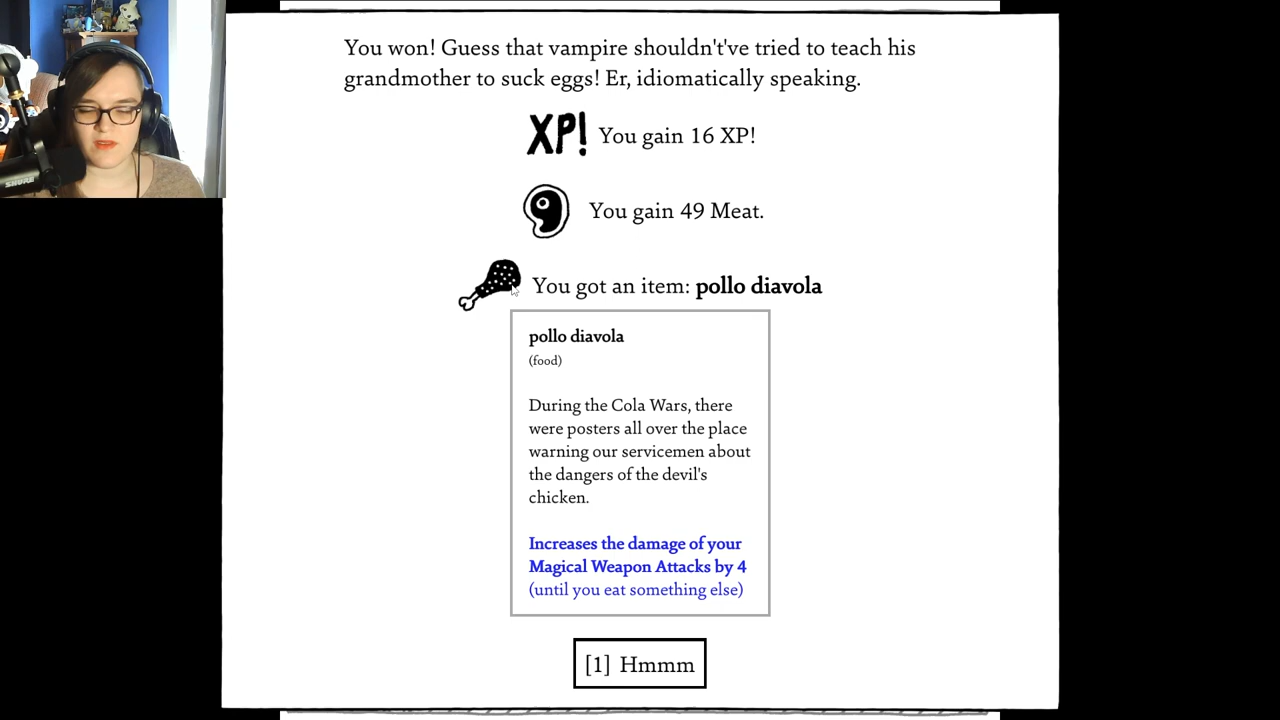 You won! Guess that vampire shouldn't've tried to teach his
grandmother to suck eggs! Er, idiomatically speaking.
XP! You gain 16 XP!
You gain 49 Meat.
You got an item: pollo diavola
pollo diavola
(food)
During the Cola Wars, there
were posters all over the place
warning our servicemen about
the dangers of the devil's
chicken.
Increases the damage of your
Magical Weapon Attacks by 4
(until you eat something else)
[1] Hmmm
SHURE